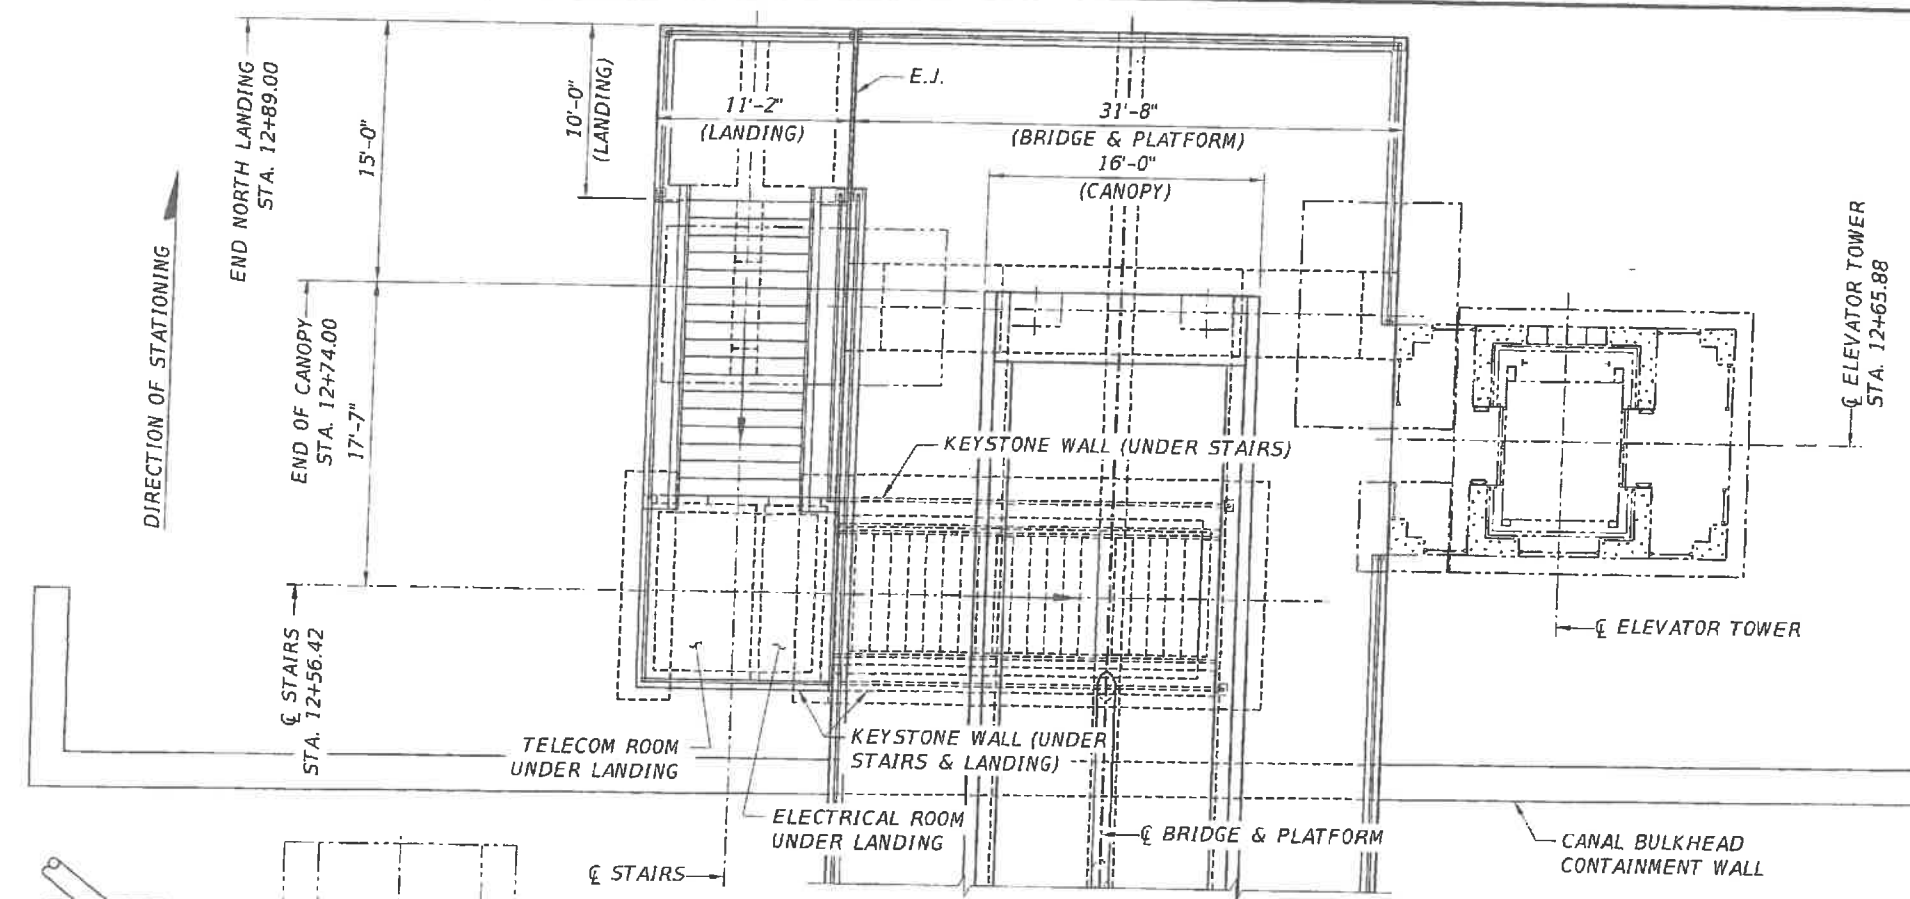 END NORTH LANDING
STA. 12+89.00
15'-0"
10'-0"
(LANDING)
E.J.
11'-2"
(LANDING)
31'-8"
(BRIDGE & PLATFORM)
16'-0"
(CANOPY)
DIRECTION OF STATIONING
END OF CANOPY
STA. 12+74.00
17'-7"
℄ ELEVATOR TOWER
STA. 12+65.88
KEYSTONE WALL (UNDER STAIRS)
℄ STAIRS
STA. 12+56.42
℄ ELEVATOR TOWER
TELECOM ROOM
UNDER LANDING
KEYSTONE WALL (UNDER
STAIRS & LANDING)
ELECTRICAL ROOM
UNDER LANDING
℄ BRIDGE & PLATFORM
CANAL BULKHEAD
CONTAINMENT WALL
℄ STAIRS